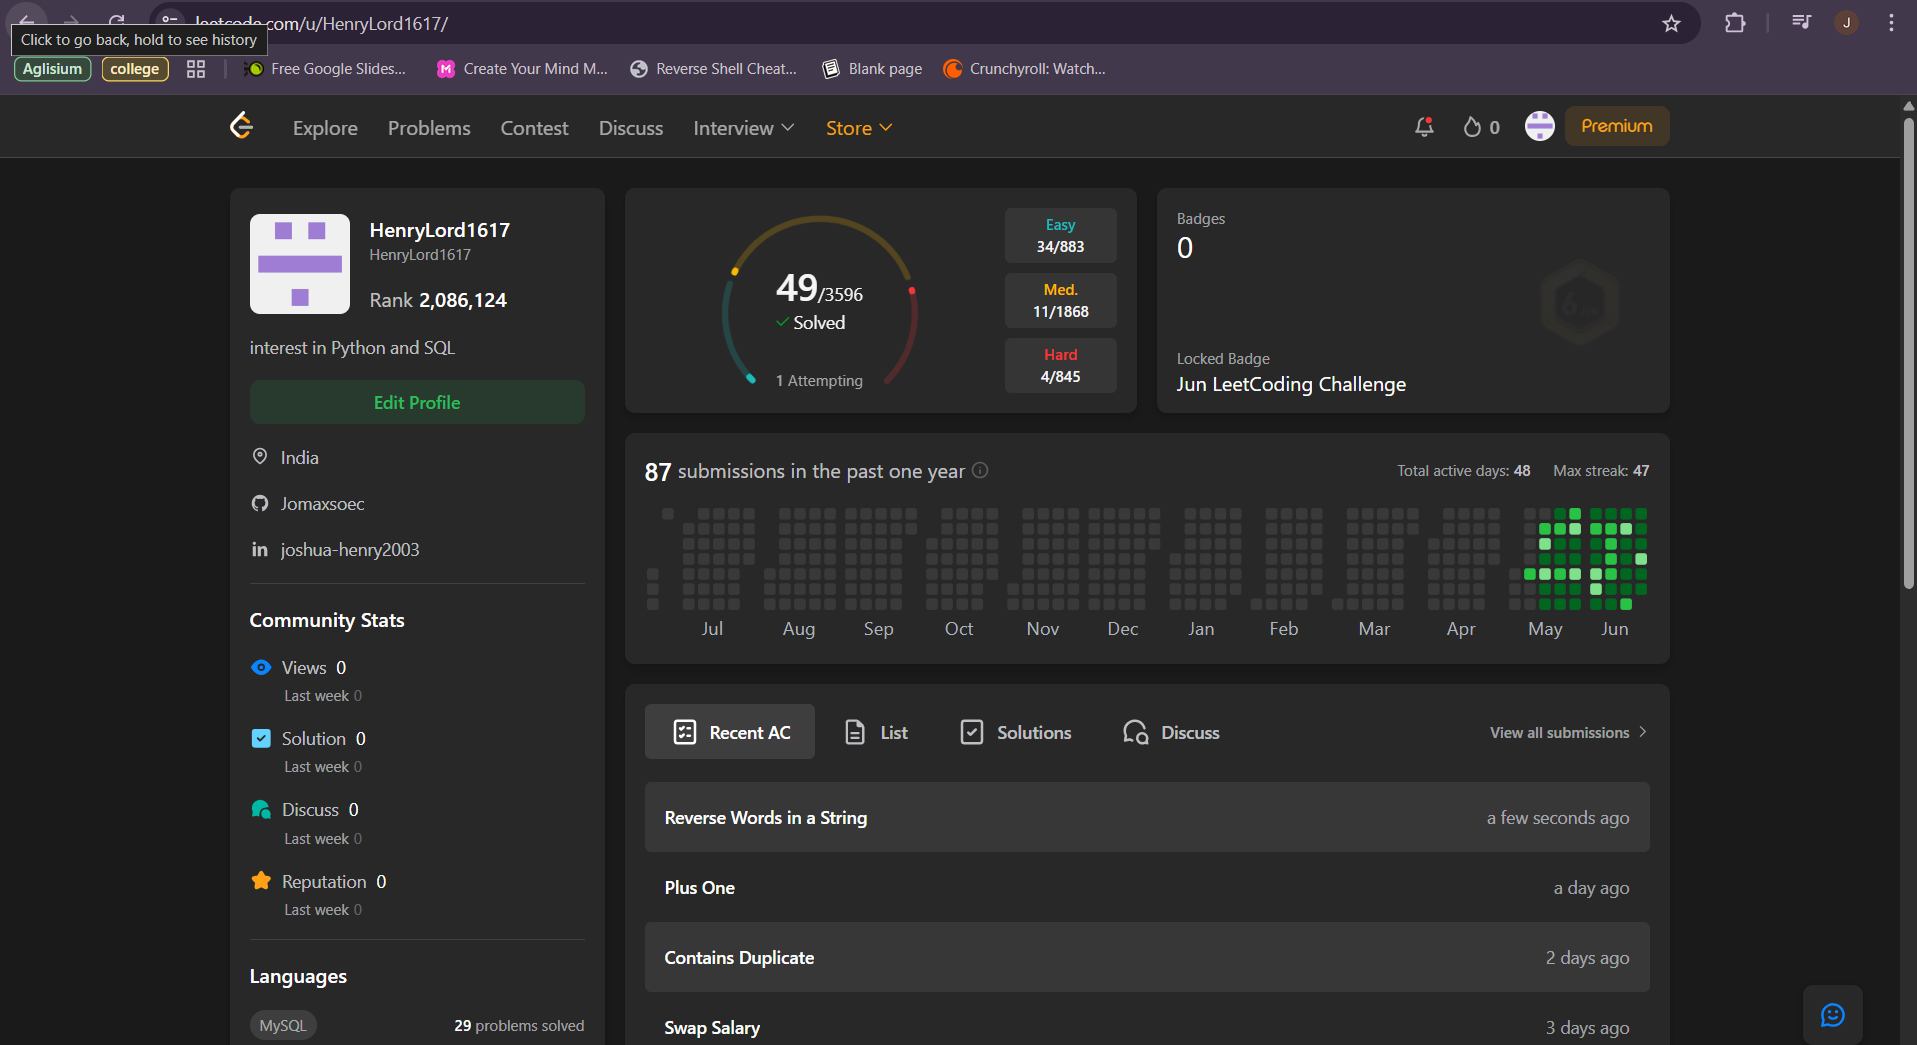 leetcode.com/u/HenryLord1617/
Click to go back, hold to see history
J
Aglisium
college
Free Google Slides...
Create Your Mind M...
Reverse Shell Cheat...
Blank page
Crunchyroll: Watch...
Explore
Problems
Contest
Discuss
Interview
Store
0
Premium
HenryLord1617
HenryLord1617
Rank 2,086,124
interest in Python and SQL
Edit Profile
India
Jomaxsoec
joshua-henry2003
Community Stats
Views 0
Last week 0
Solution 0
Last week 0
Discuss 0
Last week 0
Reputation 0
Last week 0
Languages
MySQL
29 problems solved
49/3596
Solved
1 Attempting
Easy
34/883
Med.
11/1868
Hard
4/845
Badges
0
Locked Badge
Jun LeetCoding Challenge
87 submissions in the past one year
Total active days: 48
Max streak: 47
Jul
Aug
Sep
Oct
Nov
Dec
Jan
Feb
Mar
Apr
May
Jun
Recent AC
List
Solutions
Discuss
View all submissions
Reverse Words in a String
a few seconds ago
Plus One
a day ago
Contains Duplicate
2 days ago
Swap Salary
3 days ago